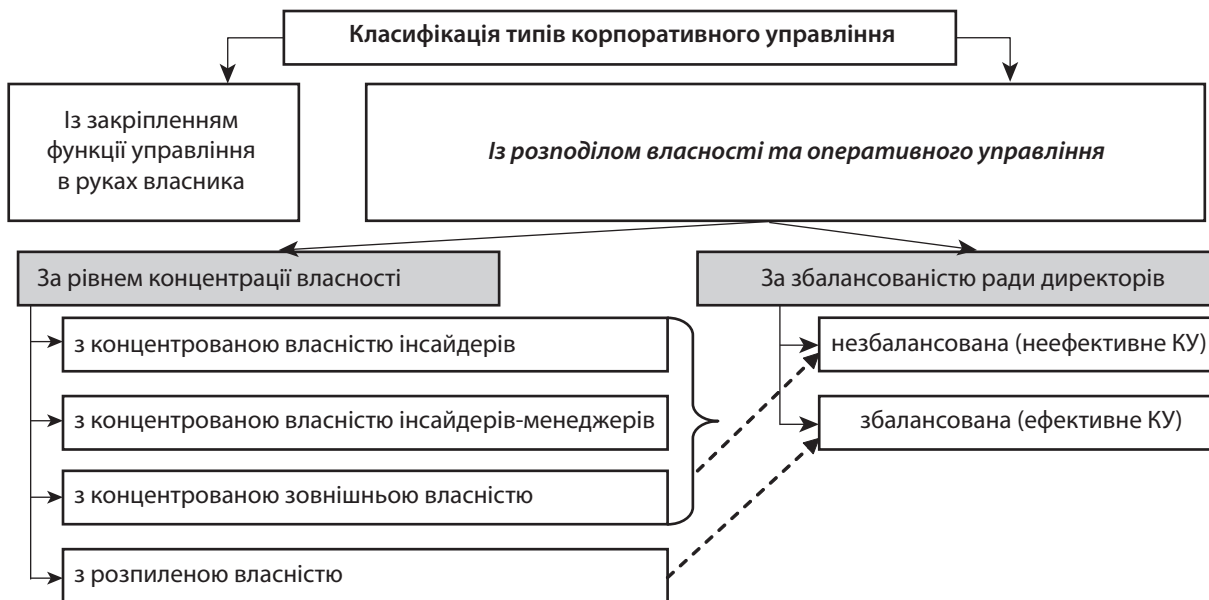 Класифікація типів корпоративного управління
Із закріпленням
функції управління
в руках власника
Із розподілом власності та оперативного управління
За рівнем концентрації власності
з концентрованою власністю інсайдерів
з концентрованою власністю інсайдерів-менеджерів
з концентрованою зовнішньою власністю
з розпиленою власністю
За збалансованістю ради директорів
незбалансована (неефективне КУ)
збалансована (ефективне КУ)